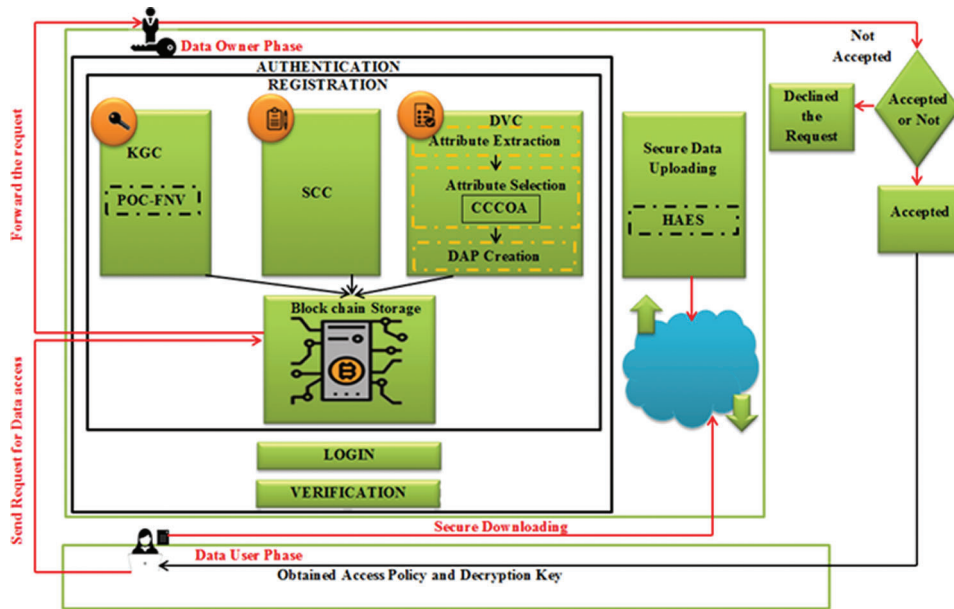 Data Owner Phase
AUTHENTICATION
REGISTRATION
KGC
POC-FNV
SCC
DVC
Attribute Extraction
Attribute Selection
CCCOA
DAP Creation
Block chain Storage
LOGIN
VERIFICATION
Secure Data
Uploading
HAES
Not
Accepted
Declined
the
Request
Accepted
or Not
Accepted
Forward the request
Send Request for Data access
Secure Downloading
Data User Phase
Obtained Access Policy and Decryption Key